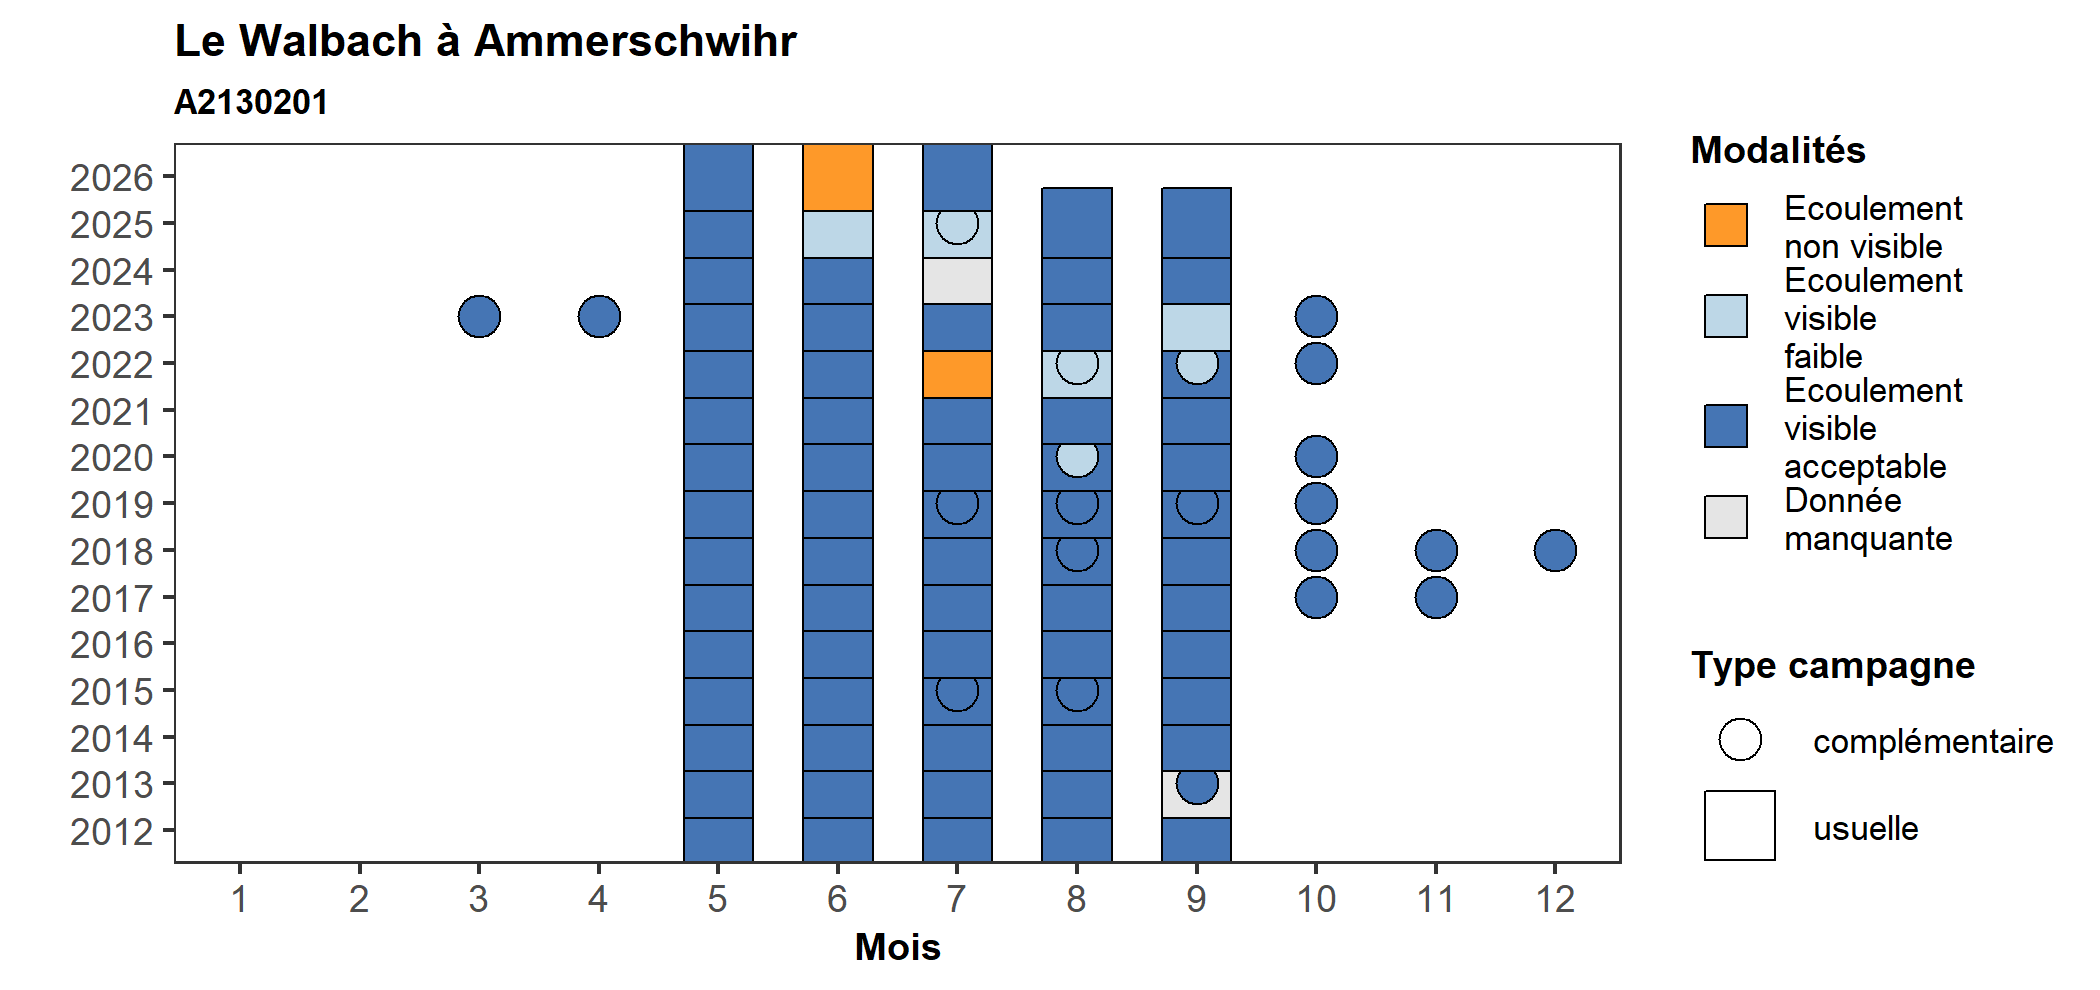 Le Walbach à Ammerschwihr
A2130201
2026
2025
2024
2023
2022
2021
2020
2019
2018
2017
2016
2015
2014
2013
2012
1 2 3 4 5 6 7 8 9 10 11 12
Mois
Modalités
Ecoulement
non visible
Ecoulement
visible
faible
Ecoulement
visible
acceptable
Donnée
manquante
Type campagne
complémentaire
usuelle